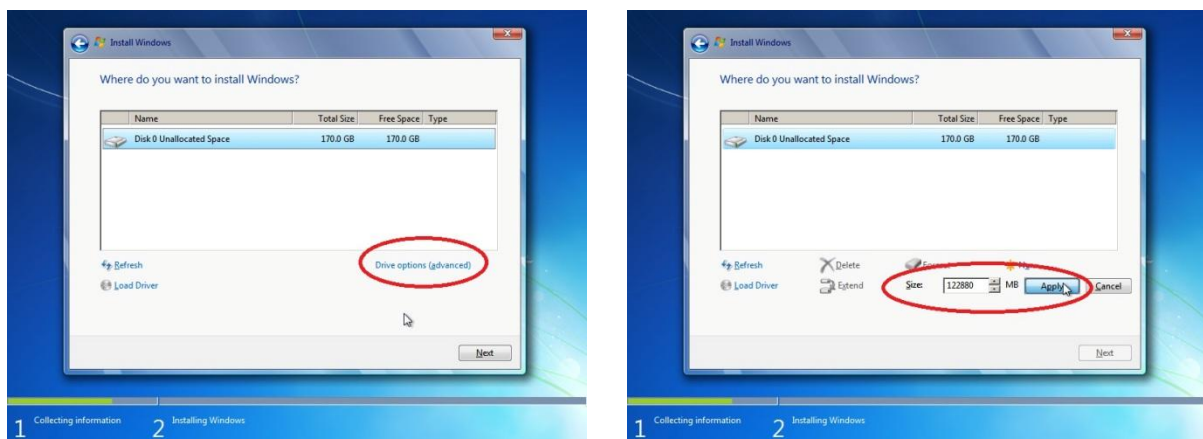 Install Windows
Where do you want to install Windows?
Name Total Size Free Space Type
Disk 0 Unallocated Space 170.0 GB 170.0 GB
Refresh Drive options (advanced)
Load Driver
Next
1 Collecting information 2 Installing Windows
Install Windows
Where do you want to install Windows?
Name Total Size Free Space Type
Disk 0 Unallocated Space 170.0 GB 170.0 GB
Refresh Delete
Load Driver Extend Size: 122880 MB Apply Cancel
Next
1 Collecting information 2 Installing Windows